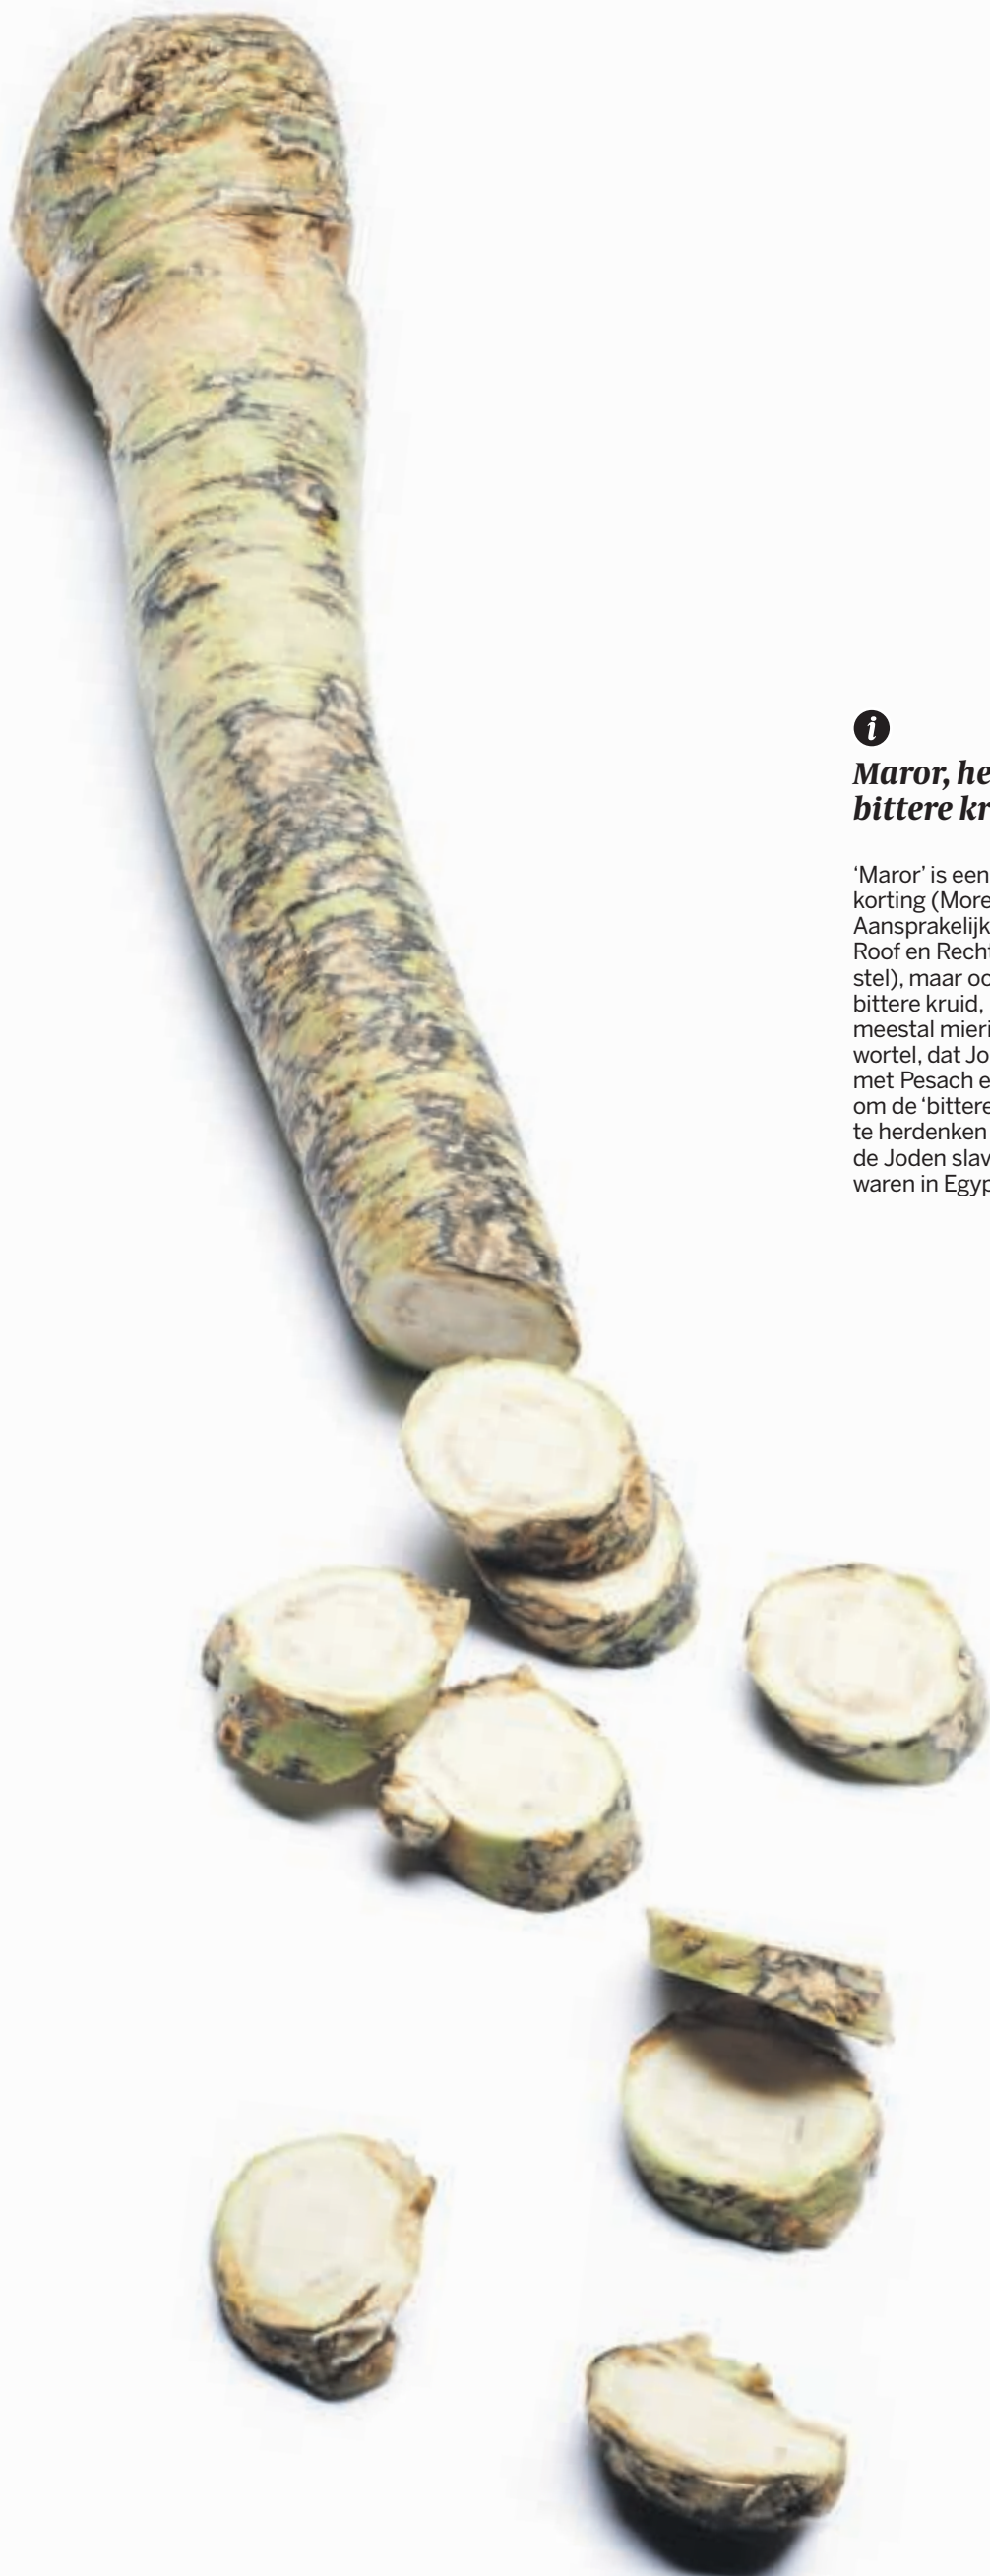 i
Maror, he
bittere kr
‘Maror’ is een
korting (More
Aansprakelijk
Roof en Recht
stel), maar oo
bittere kruid,
meestal mieri
wortel, dat Jo
met Pesach e
om de ‘bittere
te herdenken
de Joden slav
waren in Egyp